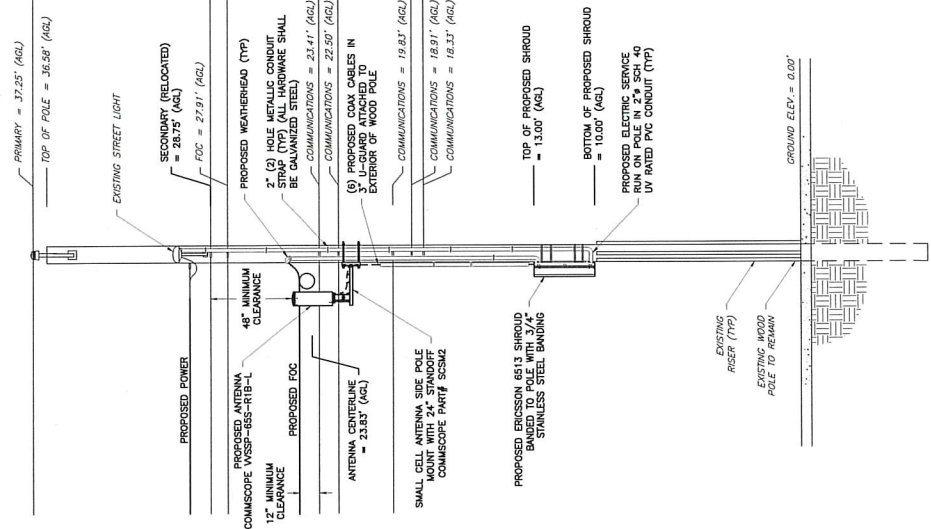 PRIMARY = 37.25' (AGL)
TOP OF POLE = 36.58' (AGL)
EXISTING STREET LIGHT
SECONDARY (RELOCATED)
= 28.75' (AGL)
FOC = 27.91' (AGL)
PROPOSED WEATHERHEAD (TYP)
2" (2) HOLE METALLIC CONDUIT
STRAP (TYP) (ALL HARDWARE SHALL
BE GALVANIZED STEEL)
COMMUNICATIONS = 23.41' (AGL)
COMMUNICATIONS = 22.50' (AGL)
(6) PROPOSED COAX CABLES IN
3" U-GUARD ATTACHED TO
EXTERIOR OF WOOD POLE
COMMUNICATIONS = 19.83' (AGL)
COMMUNICATIONS = 18.91' (AGL)
COMMUNICATIONS = 18.33' (AGL)
TOP OF PROPOSED SHROUD
= 13.00' (AGL)
BOTTOM OF PROPOSED SHROUD
= 10.00' (AGL)
PROPOSED ELECTRIC SERVICE
RUN ON POLE IN 2"ø SCH 40
UV RATED PVC CONDUIT (TYP)
GROUND ELEV.= 0.00'
PROPOSED POWER
48" MINIMUM
CLEARANCE
PROPOSED ANTENNA
COMMSCOPE VVSSP-65S-R1B-L
PROPOSED FOC
12" MINIMUM
CLEARANCE
ANTENNA CENTERLINE
= 23.83' (AGL)
SMALL CELL ANTENNA SIDE POLE
MOUNT WITH 24" STANDOFF
COMMSCOPE PART# SCSM2
PROPOSED ERICSSON 6513 SHROUD
BANDED TO POLE WITH 3/4"
STAINLESS STEEL BANDING
EXISTING
RISER (TYP)
EXISTING WOOD
POLE TO REMAIN